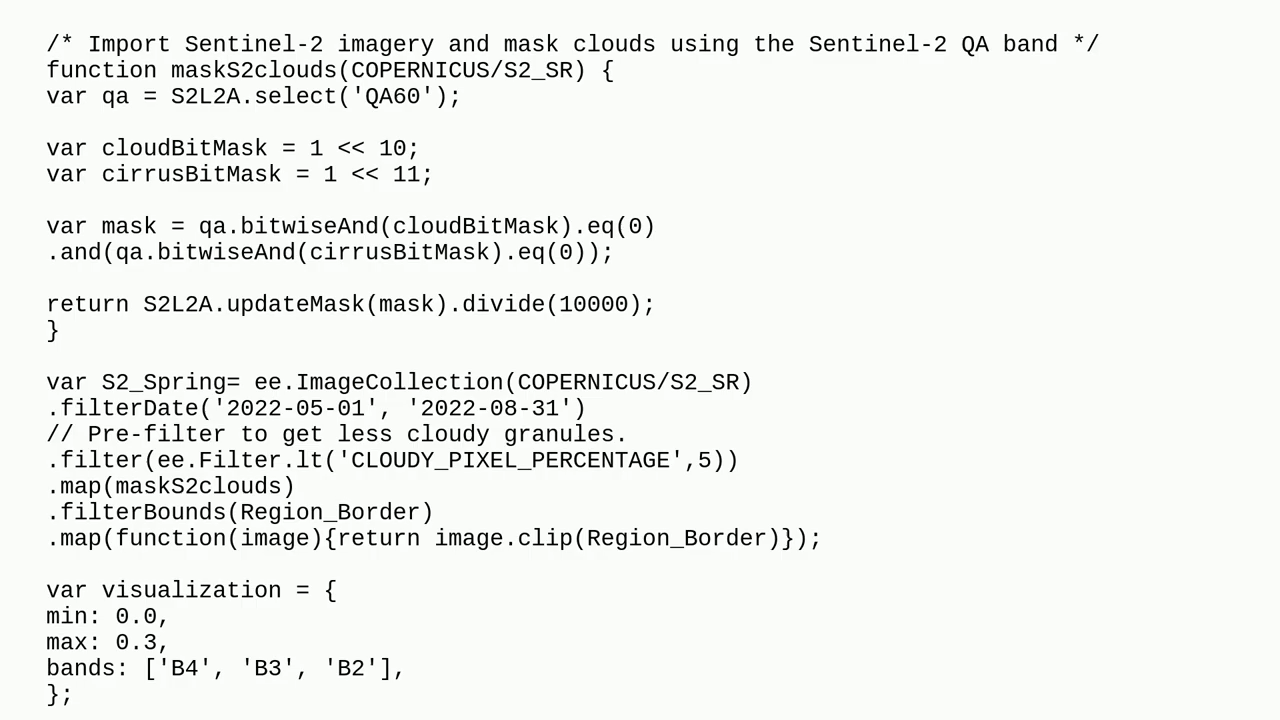 /* Import Sentinel-2 imagery and mask clouds using the Sentinel-2 QA band */
function maskS2clouds(COPERNICUS/S2_SR) {
var qa = S2L2A.select('QA60');
var cloudBitMask = 1 << 10;
var cirrusBitMask = 1 << 11;
var mask = qa.bitwiseAnd(cloudBitMask).eq(0)
.and(qa.bitwiseAnd(cirrusBitMask).eq(0));
return S2L2A.updateMask(mask).divide(10000);
}
var S2_Spring= ee.ImageCollection(COPERNICUS/S2_SR)
.filterDate('2022-05-01', '2022-08-31')
// Pre-filter to get less cloudy granules.
.filter(ee.Filter.lt('CLOUDY_PIXEL_PERCENTAGE',5))
.map(maskS2clouds)
.filterBounds(Region_Border)
.map(function(image){return image.clip(Region_Border)});
var visualization = {
min: 0.0,
max: 0.3,
bands: ['B4', 'B3', 'B2'],
};